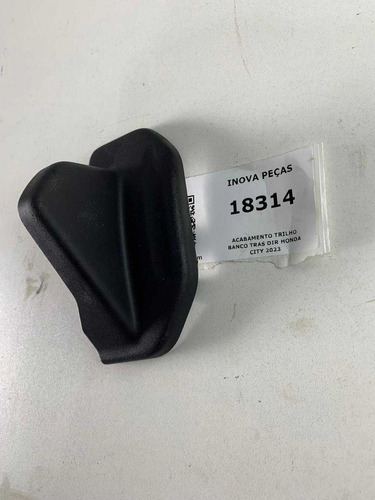 INOVA PEÇAS
18314
ACABAMENTO TRILHO
BANCO TRAS DIR HONDA
CITY 2023